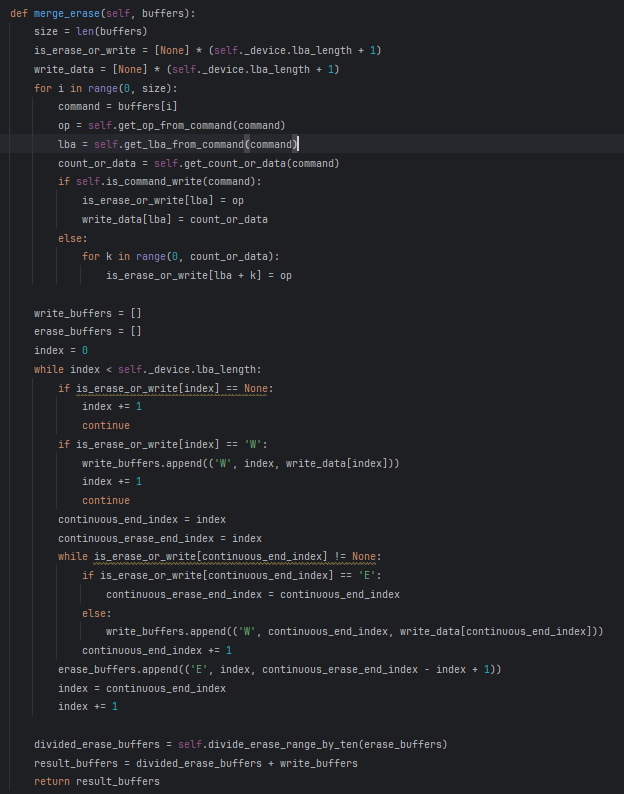 def merge_erase(self, buffers):
    size = len(buffers)
    is_erase_or_write = [None] * (self._device.lba_length + 1)
    write_data = [None] * (self._device.lba_length + 1)
    for i in range(0, size):
        command = buffers[i]
        op = self.get_op_from_command(command)
        lba = self.get_lba_from_command(command)
        count_or_data = self.get_count_or_data(command)
        if self.is_command_write(command):
            is_erase_or_write[lba] = op
            write_data[lba] = count_or_data
        else:
            for k in range(0, count_or_data):
                is_erase_or_write[lba + k] = op

    write_buffers = []
    erase_buffers = []
    index = 0
    while index < self._device.lba_length:
        if is_erase_or_write[index] == None:
            index += 1
            continue
        if is_erase_or_write[index] == 'W':
            write_buffers.append(('W', index, write_data[index]))
            index += 1
            continue
        continuous_end_index = index
        continuous_erase_end_index = index
        while is_erase_or_write[continuous_end_index] != None:
            if is_erase_or_write[continuous_end_index] == 'E':
                continuous_erase_end_index = continuous_end_index
            else:
                write_buffers.append(('W', continuous_end_index, write_data[continuous_end_index]))
            continuous_end_index += 1
        erase_buffers.append(('E', index, continuous_erase_end_index - index + 1))
        index = continuous_end_index
        index += 1

    divided_erase_buffers = self.divide_erase_range_by_ten(erase_buffers)
    result_buffers = divided_erase_buffers + write_buffers
    return result_buffers